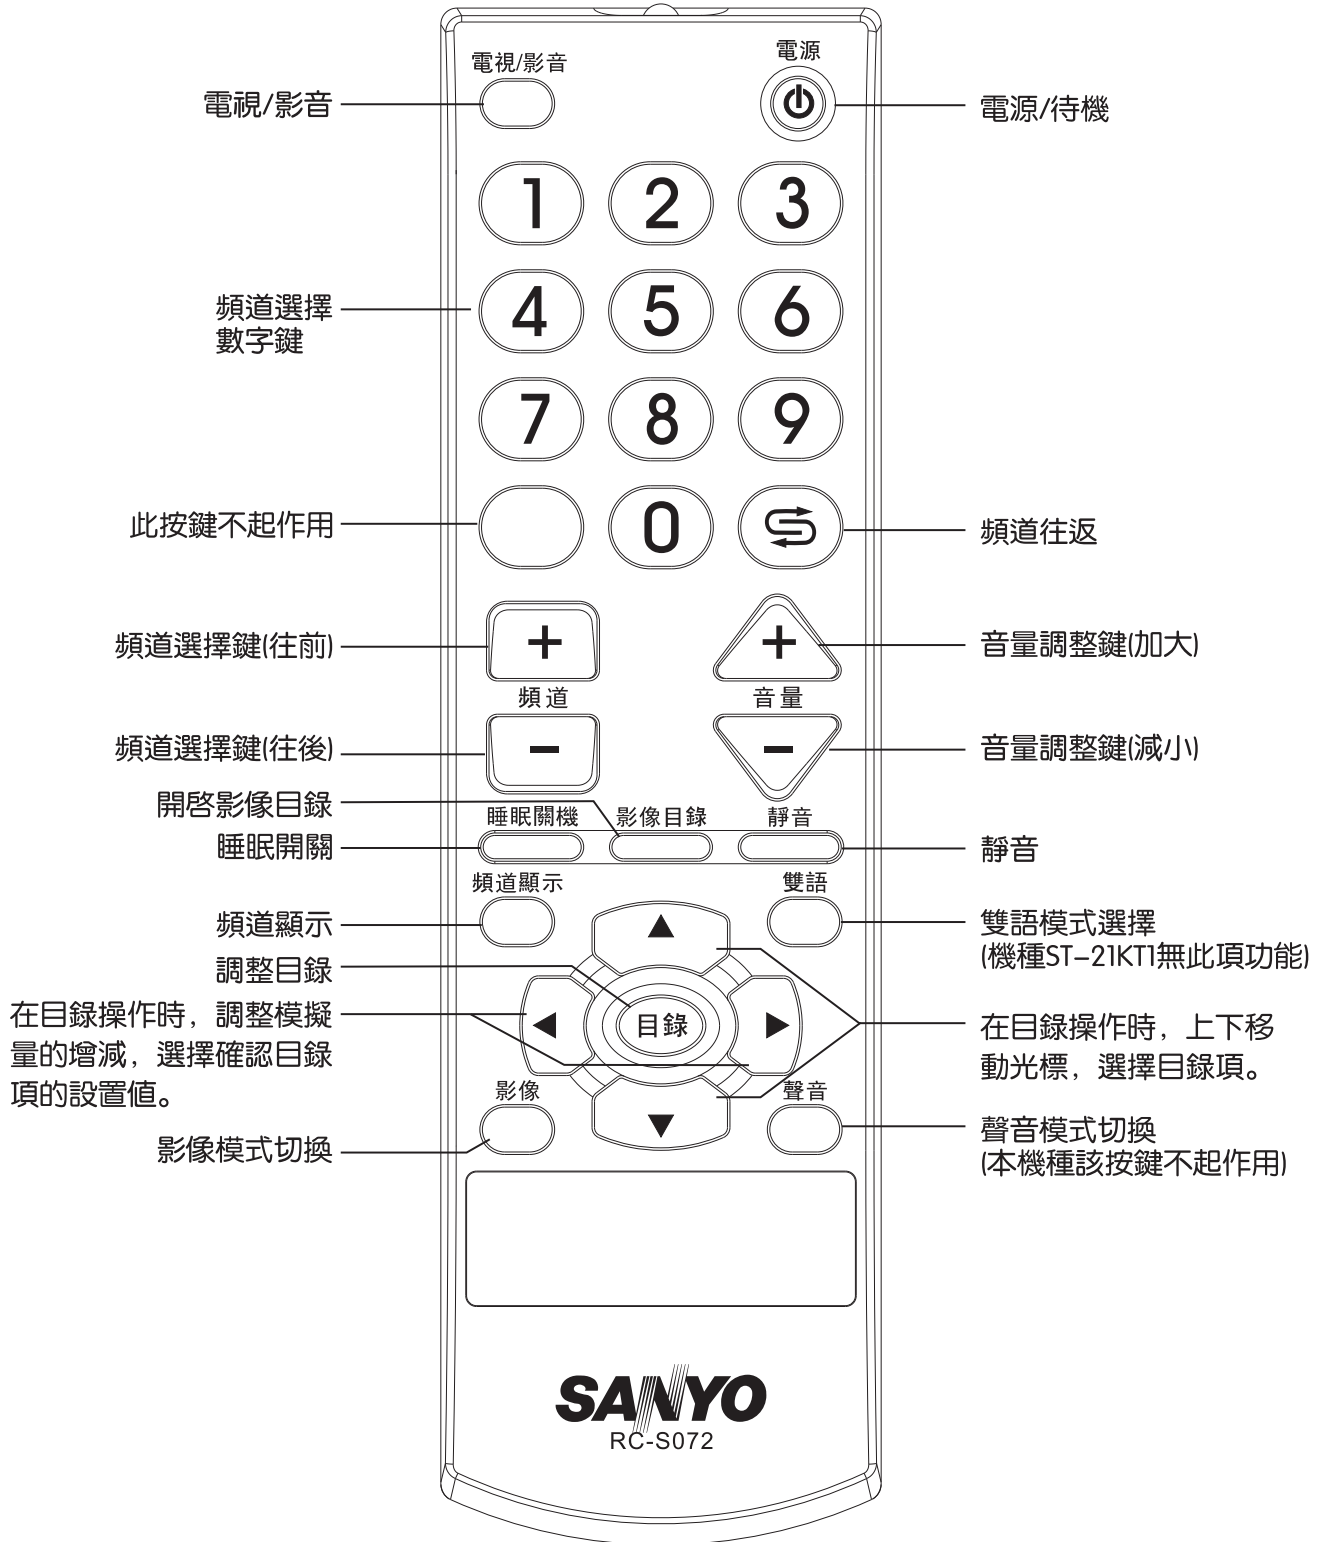 電視/影音
電源
電視/影音
電源/待機
1 2 3
頻道選擇
數字鍵
4 5 6
7 8 9
此按鍵不起作用
0
頻道往返
頻道選擇鍵(往前)
+
+
音量調整鍵(加大)
頻道
音量
頻道選擇鍵(往後)
−
−
音量調整鍵(減小)
開啓影像目錄
睡眠關機 影像目錄 靜音
睡眠開關
靜音
頻道顯示
雙語
頻道顯示
雙語模式選擇
(機種ST–21KT1無此項功能)
調整目錄
在目錄操作時，調整模擬
量的增減，選擇確認目錄
項的設置值。
目錄
在目錄操作時，上下移
動光標，選擇目錄項。
影像
聲音
影像模式切換
聲音模式切換
(本機種該按鍵不起作用)
SANYO
RC-S072